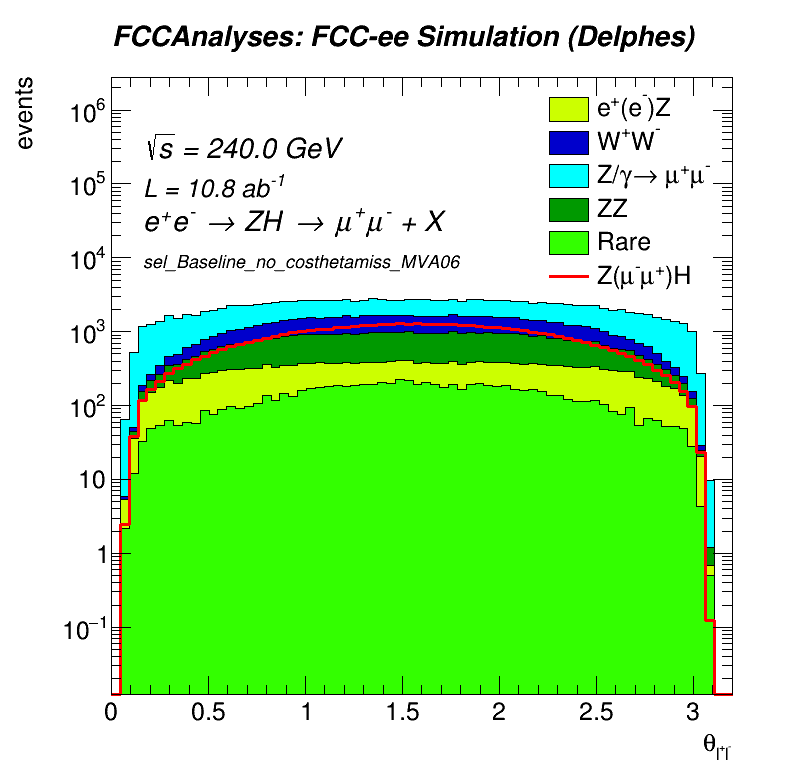 FCCAnalyses: FCC-ee Simulation (Delphes)
events
10⁶
10⁵
10⁴
10³
10²
10
1
10⁻¹
√s = 240.0 GeV
L = 10.8 ab⁻¹
e⁺e⁻ → ZH → μ⁺μ⁻ + X
sel_Baseline_no_costhetamiss_MVA06
e⁺(e⁻)Z
W⁺W⁻
Z/γ→ μ⁺μ⁻
ZZ
Rare
Z(μ⁻μ⁺)H
0 0.5 1 1.5 2 2.5 3
θ_l⁺l⁻